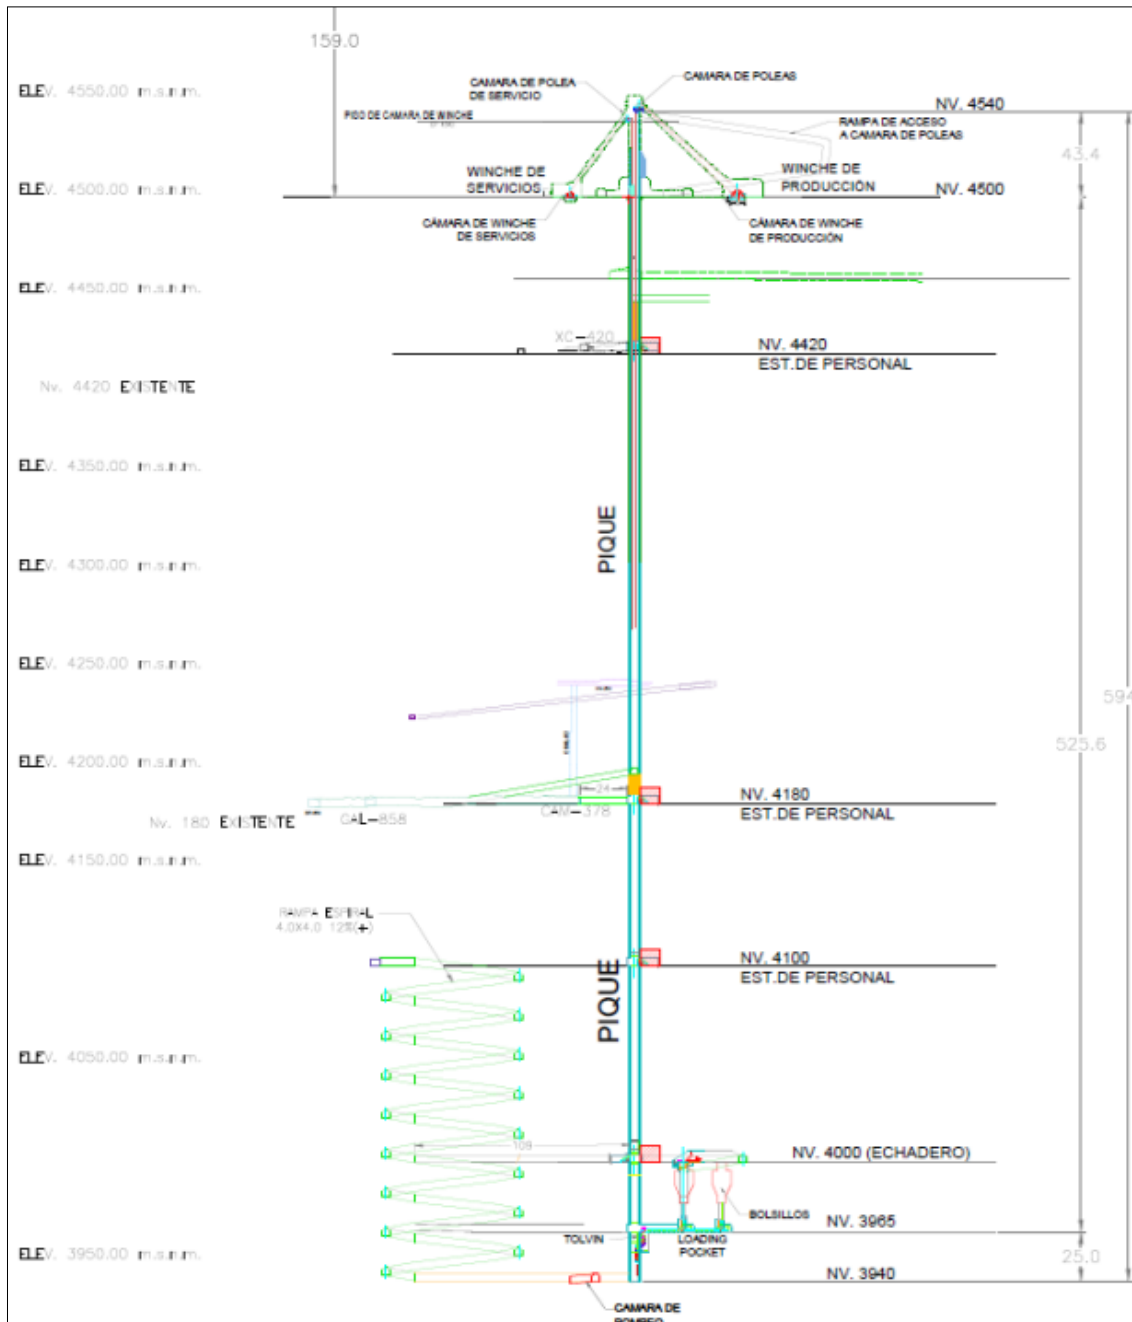 159.0
ELEV. 4550.00 m.s.n.m.
CAMARA DE POLEA
DE SERVICIO
CAMARA DE POLEAS
NV. 4540
PISO DE CAMARA DE WINCHE
RAMPA DE ACCESO
A CAMARA DE POLEAS
43.4
WINCHE DE
SERVICIOS
WINCHE DE
PRODUCCIÓN
ELEV. 4500.00 m.s.n.m.
NV. 4500
CÁMARA DE WINCHE
DE SERVICIOS
CÁMARA DE WINCHE
DE PRODUCCIÓN
ELEV. 4450.00 m.s.n.m.
XC-420
NV. 4420
EST.DE PERSONAL
Nv. 4420 EXISTENTE
ELEV. 4350.00 m.s.n.m.
PIQUE
ELEV. 4300.00 m.s.n.m.
ELEV. 4250.00 m.s.n.m.
594
525.6
ELEV. 4200.00 m.s.n.m.
24
NV. 4180
EST.DE PERSONAL
CAM-378
GAL-858
Nv. 180 EXISTENTE
ELEV. 4150.00 m.s.n.m.
RAMPA ESPIRAL
4.0X4.0 12%(+)
NV. 4100
EST.DE PERSONAL
PIQUE
ELEV. 4050.00 m.s.n.m.
109
NV. 4000 (ECHADERO)
BOLSILLOS
NV. 3965
TOLVIN
LOADING
POCKET
ELEV. 3950.00 m.s.n.m.
25.0
NV. 3940
CAMARA DE
BOMBEO